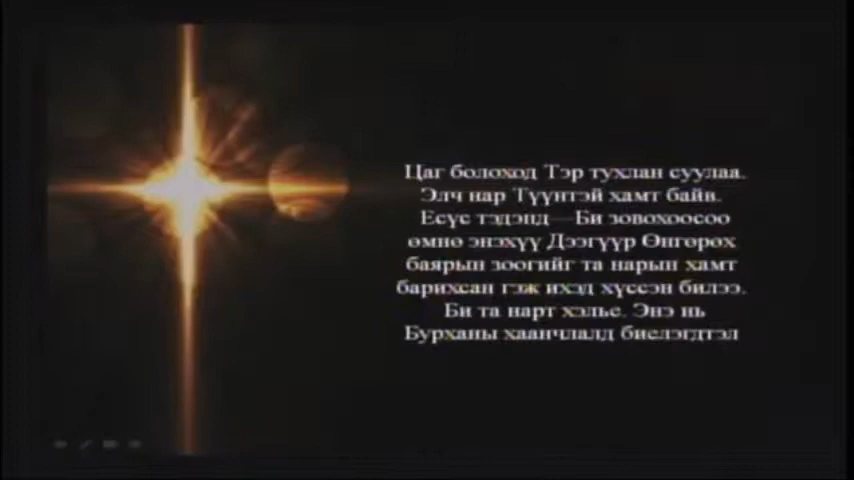 Цаг болоход Тэр тухлан суулаа.
Элч нар Түүнтэй хамт байв.
Есүс тэдэнд—Би зовохоосоо
өмнө энэхүү Дээгүүр Өнгөрөх
баярын зоогийг та нарын хамт
барихсан гэж ихэд хүссэн билээ.
Би та нарт хэлье. Энэ нь
Бурханы хаанчлалд биелэгдтэл